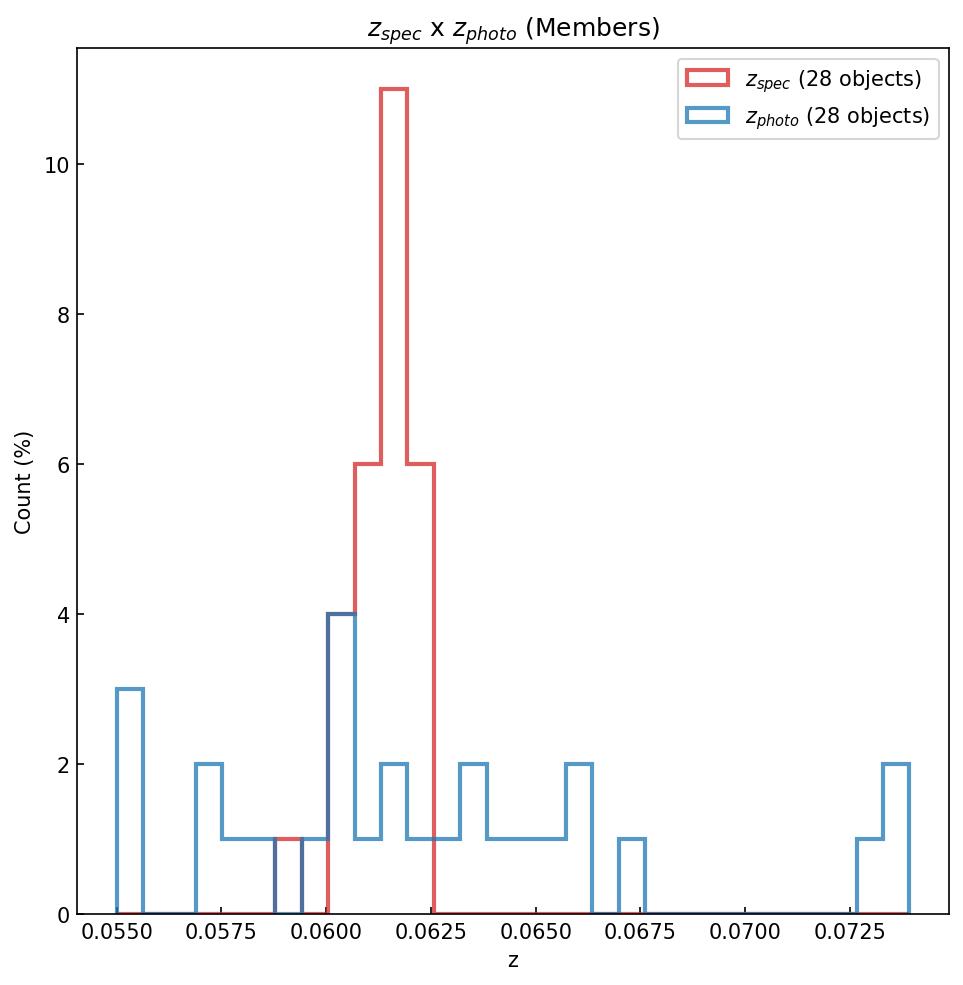 z_spec x z_photo (Members)
z_spec (28 objects)
z_photo (28 objects)
Count (%)
10
8
6
4
2
0
0.0550 0.0575 0.0600 0.0625 0.0650 0.0675 0.0700 0.0725
z